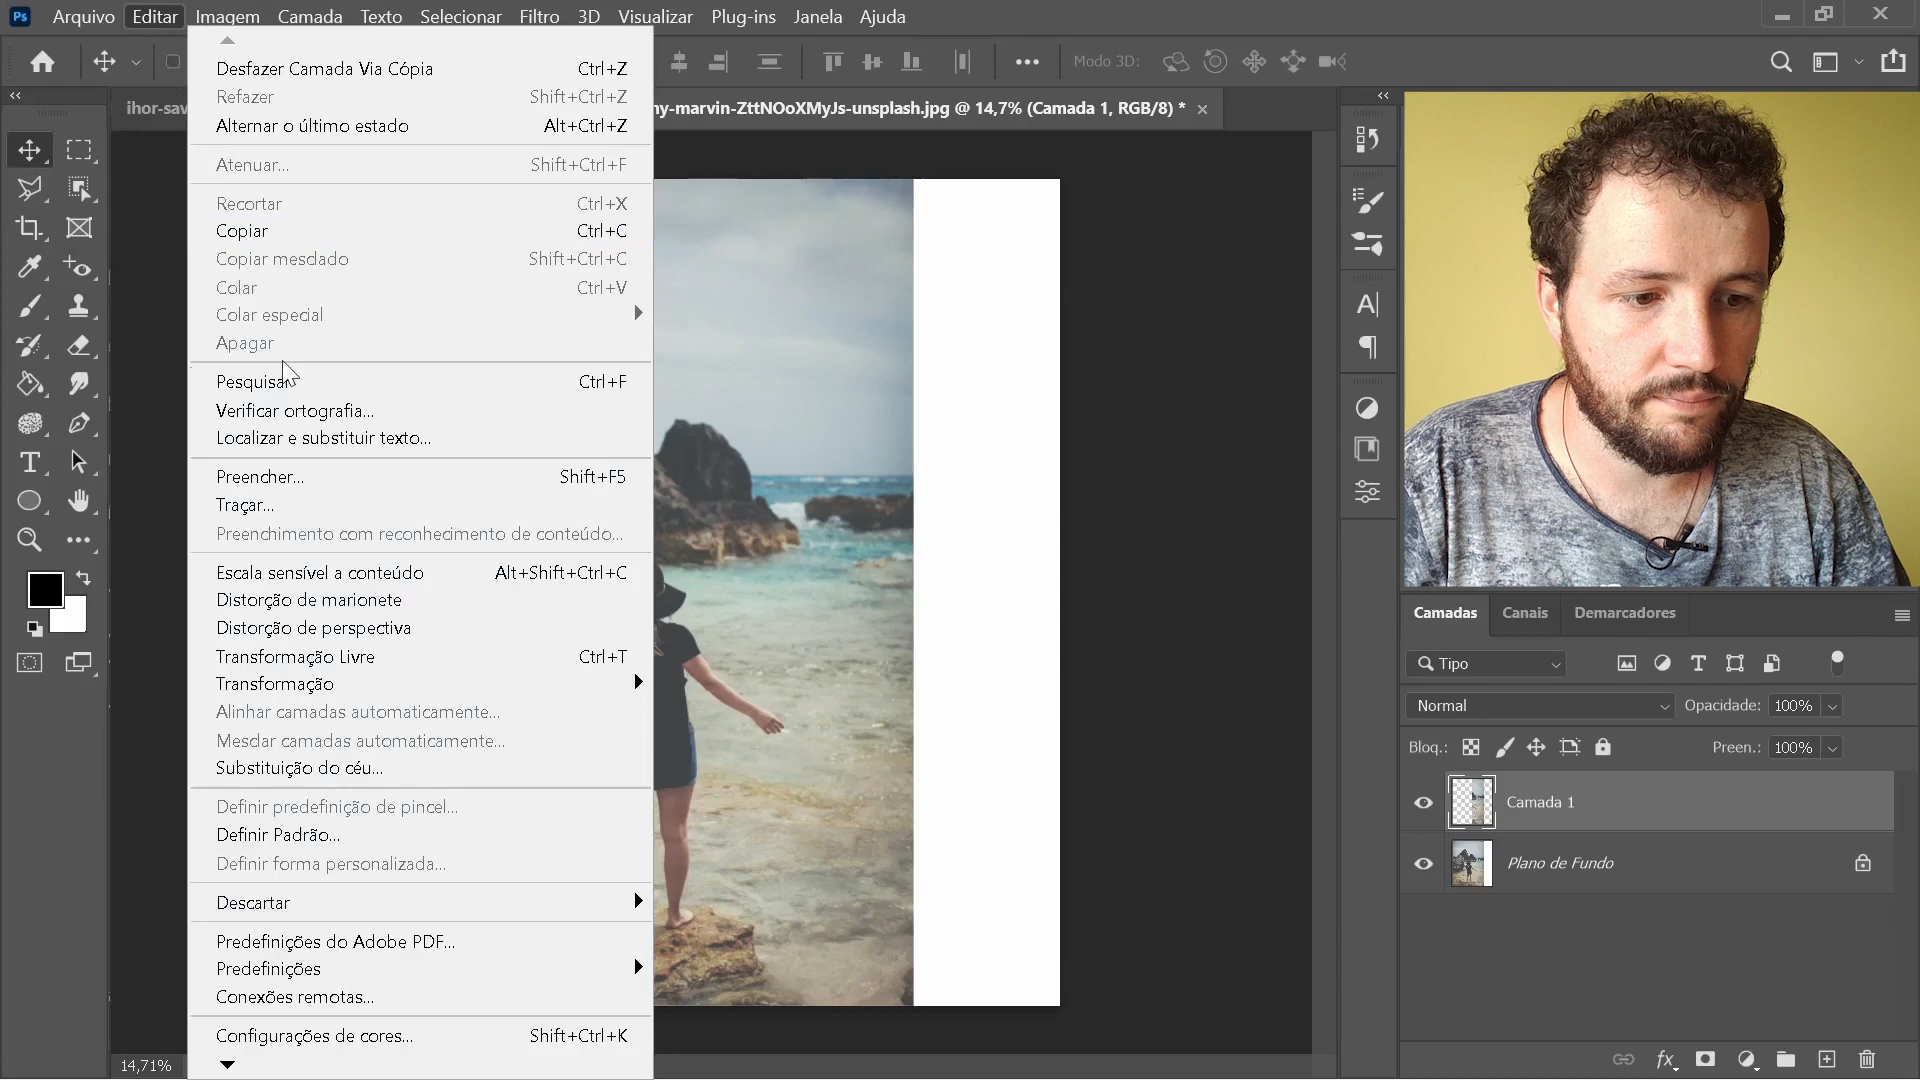 Ps Arquivo Editar Imagem Camada Texto Selecionar Filtro 3D Visualizar Plug-ins Janela Ajuda
Modo 3D:
ihor-sav
ny-marvin-ZttNOoXMyJs-unsplash.jpg @ 14,7% (Camada 1, RGB/8) *
Desfazer Camada Via Cópia Ctrl+Z
Refazer Shift+Ctrl+Z
Alternar o último estado Alt+Ctrl+Z
Atenuar... Shift+Ctrl+F
Recortar Ctrl+X
Copiar Ctrl+C
Copiar mesclado Shift+Ctrl+C
Colar Ctrl+V
Colar especial
Apagar
Pesquisar Ctrl+F
Verificar ortografia...
Localizar e substituir texto...
Preencher... Shift+F5
Traçar...
Preenchimento com reconhecimento de conteúdo...
Escala sensível a conteúdo Alt+Shift+Ctrl+C
Distorção de marionete
Distorção de perspectiva
Transformação Livre Ctrl+T
Transformação
Alinhar camadas automaticamente...
Mesclar camadas automaticamente...
Substituição do céu...
Definir predefinição de pincel...
Definir Padrão...
Definir forma personalizada...
Descartar
Predefinições do Adobe PDF...
Predefinições
Conexões remotas...
Configurações de cores... Shift+Ctrl+K
14,71%
Camadas Canais Demarcadores
Tipo
Normal Opacidade: 100%
Bloq.: Preen.: 100%
Camada 1
Plano de Fundo
fx